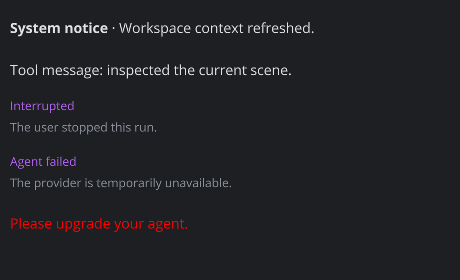 System notice · Workspace context refreshed.
Tool message: inspected the current scene.
Interrupted
The user stopped this run.
Agent failed
The provider is temporarily unavailable.
Please upgrade your agent.